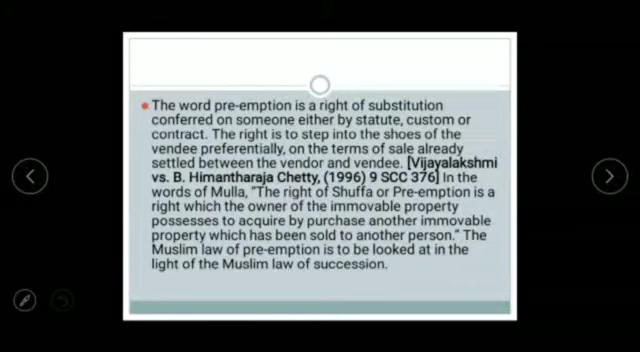 The word pre-emption is a right of substitution
conferred on someone either by statute, custom or
contract. The right is to step into the shoes of the
vendee preferentially, on the terms of sale already
settled between the vendor and vendee. [Vijayalakshmi
vs. B. Himantharaja Chetty, (1996) 9 SCC 376] In the
words of Mulla, "The right of Shuffa or Pre-emption is a
right which the owner of the immovable property
possesses to acquire by purchase another immovable
property which has been sold to another person." The
Muslim law of pre-emption is to be looked at in the
light of the Muslim law of succession.